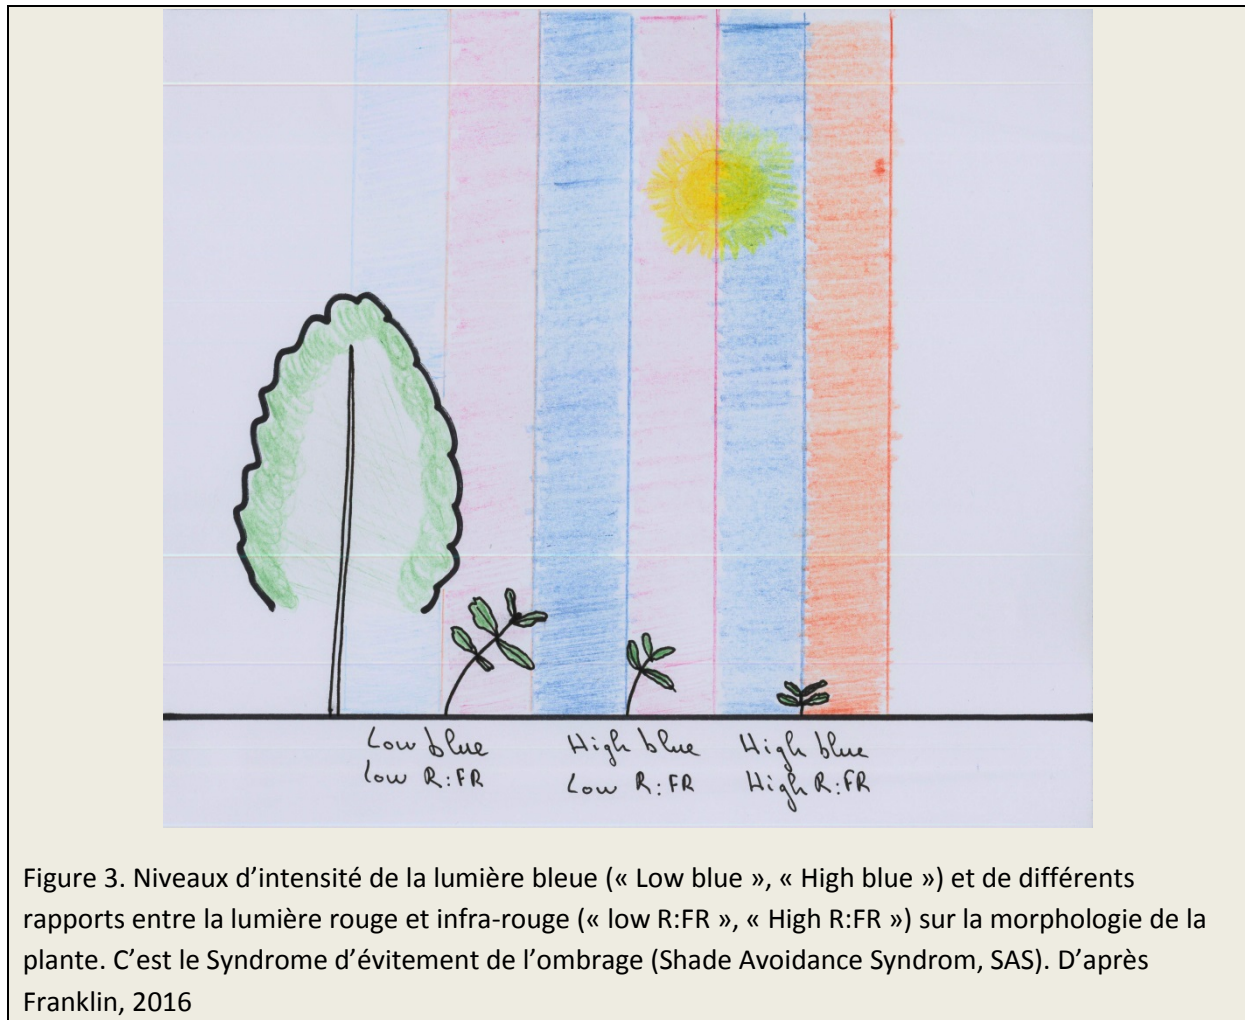 Low blue High blue High blue
Low R:FR Low R:FR High R:FR
Figure 3. Niveaux d’intensité de la lumière bleue (« Low blue », « High blue ») et de différents
rapports entre la lumière rouge et infra-rouge (« low R:FR », « High R:FR ») sur la morphologie de la
plante. C’est le Syndrome d’évitement de l’ombrage (Shade Avoidance Syndrom, SAS). D’après
Franklin, 2016